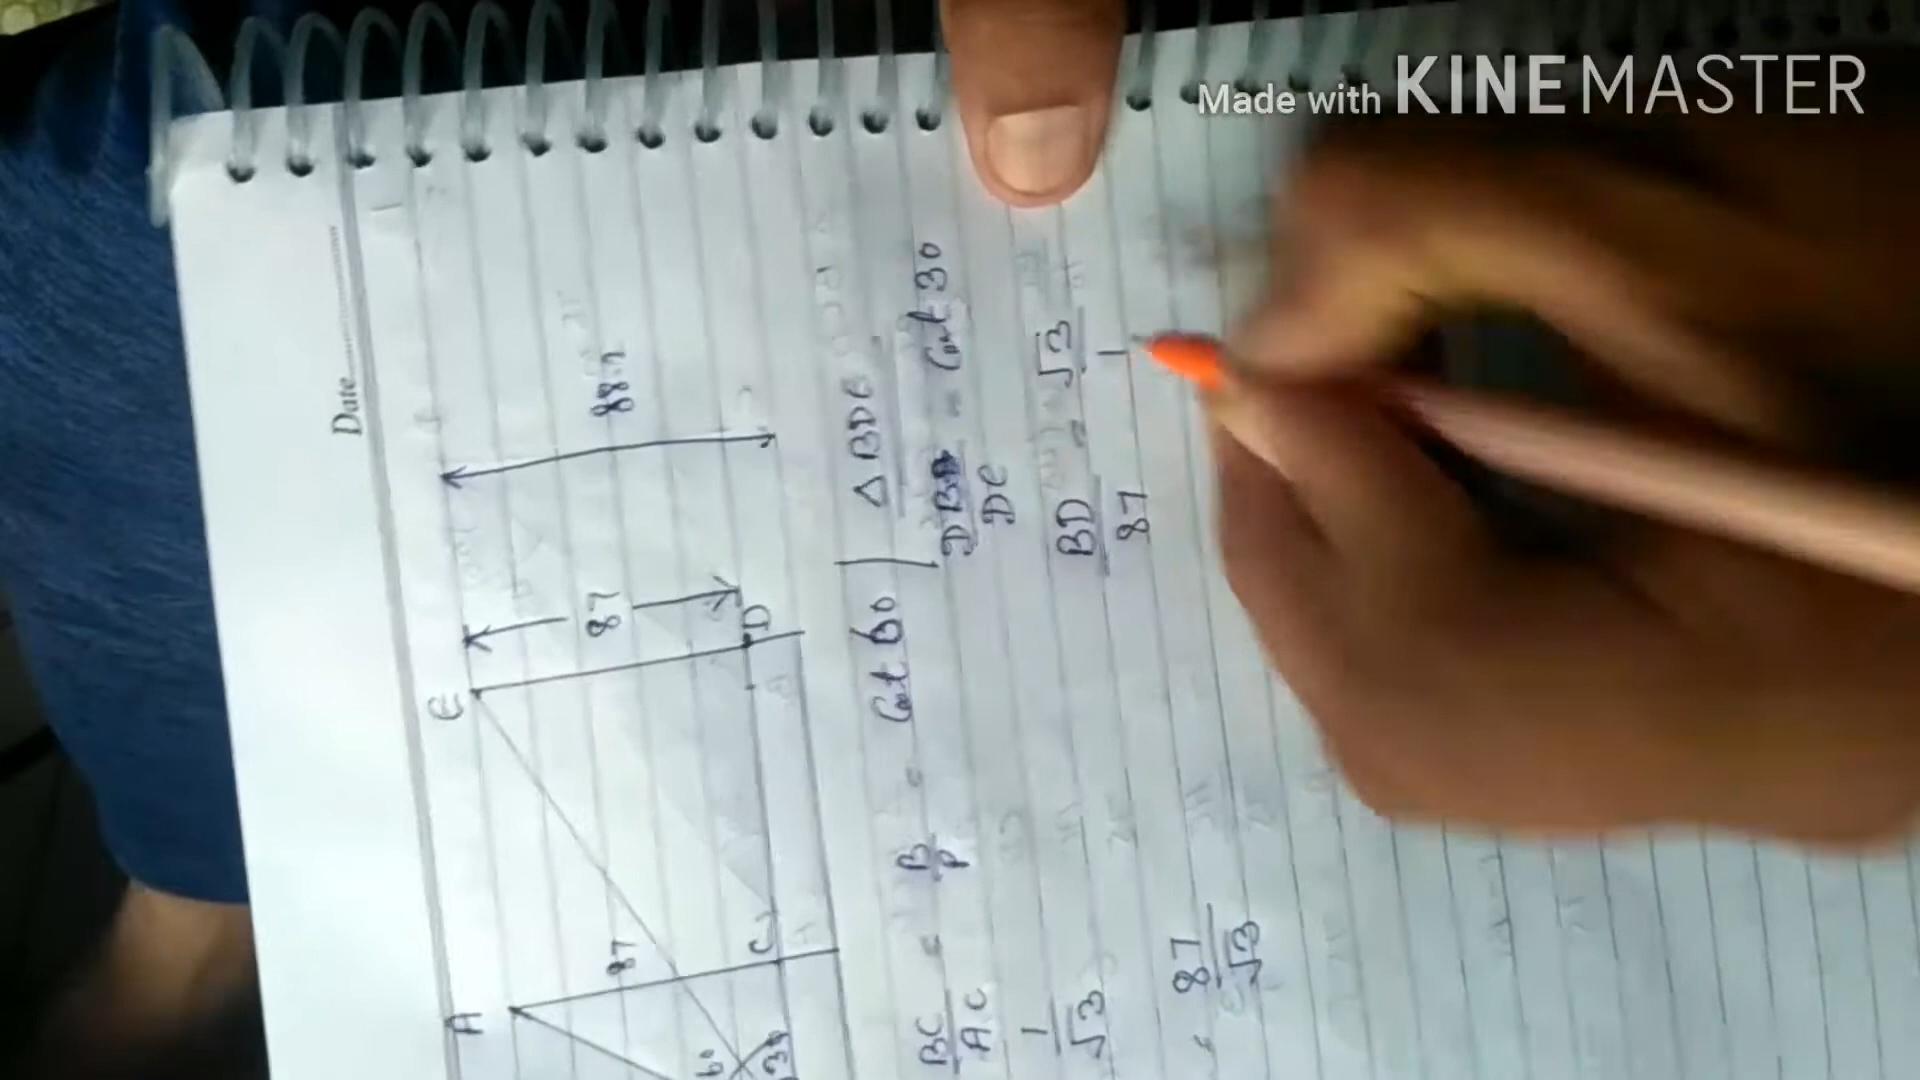 Made with KINEMASTER
Date
88.2
E
87
D
A
87
C
60
30
BC/AC = B/P = Cot 60
1/√3
= 87/√3
△ BDE
DB/DE = Cot 30
BD/87 = √3/1